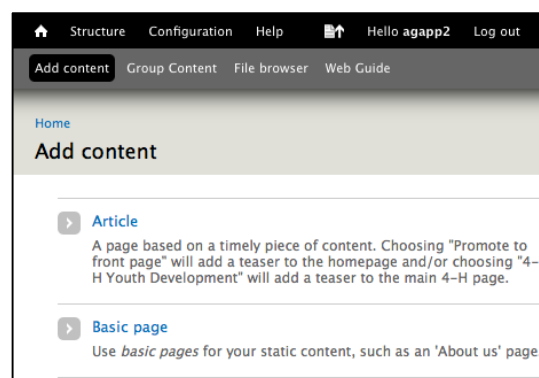 Structure Configuration Help Hello agapp2 Log out
Add content Group Content File browser Web Guide
Home
Add content
Article
A page based on a timely piece of content. Choosing "Promote to
front page" will add a teaser to the homepage and/or choosing "4-
H Youth Development" will add a teaser to the main 4-H page.
Basic page
Use basic pages for your static content, such as an 'About us' page